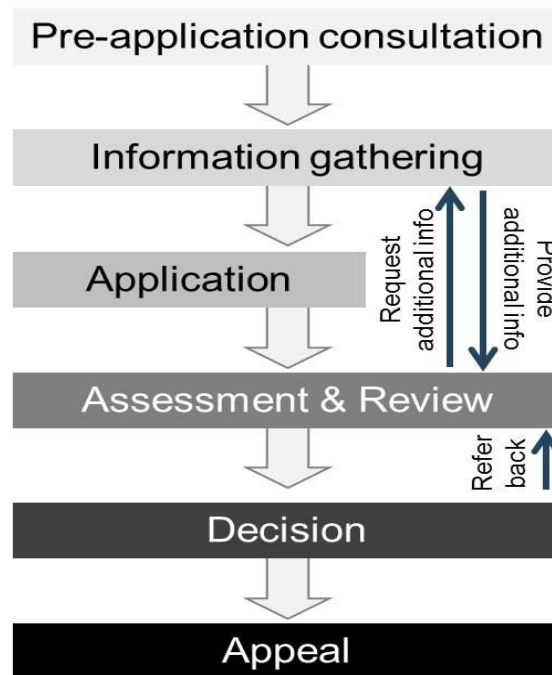 Pre-application consultation
Information gathering
Request
additional info
Provide
additional info
Application
Assessment & Review
Refer
back
Decision
Appeal